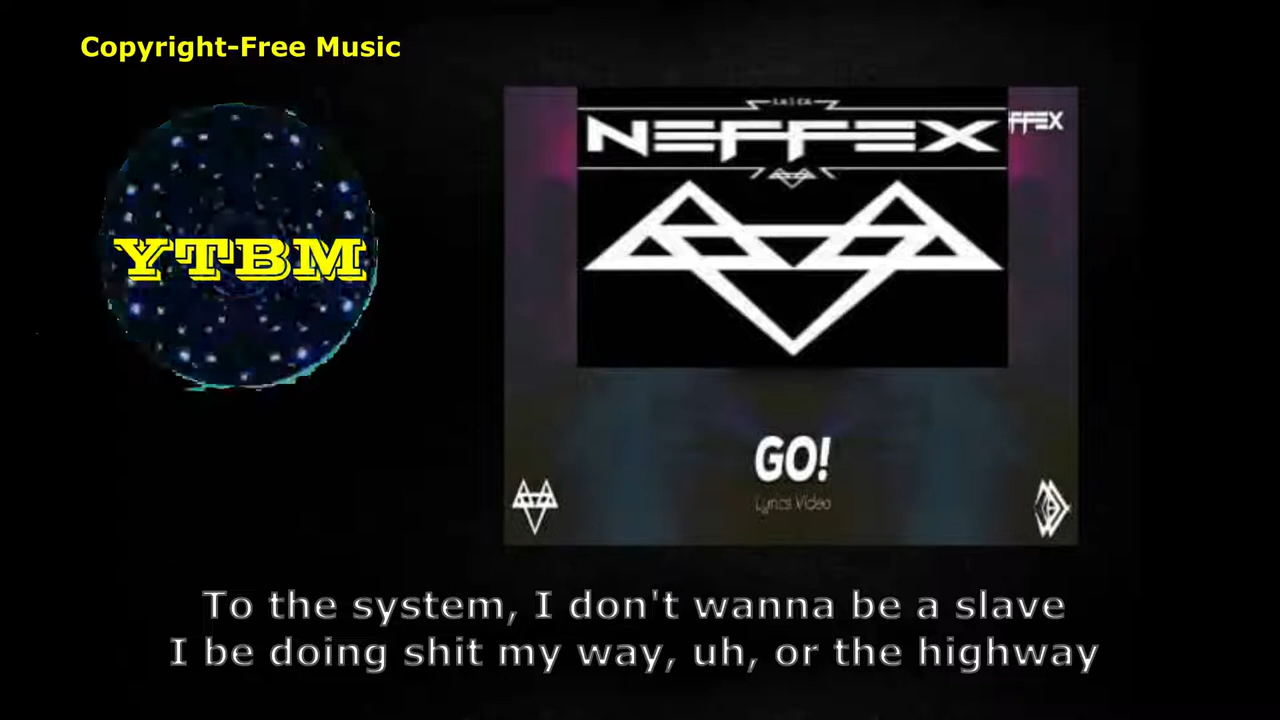 Copyright-Free Music
NEFFEX
FFEX
YTBM
GO!
Lyrics Video
To the system, I don't wanna be a slave
I be doing shit my way, uh, or the highway